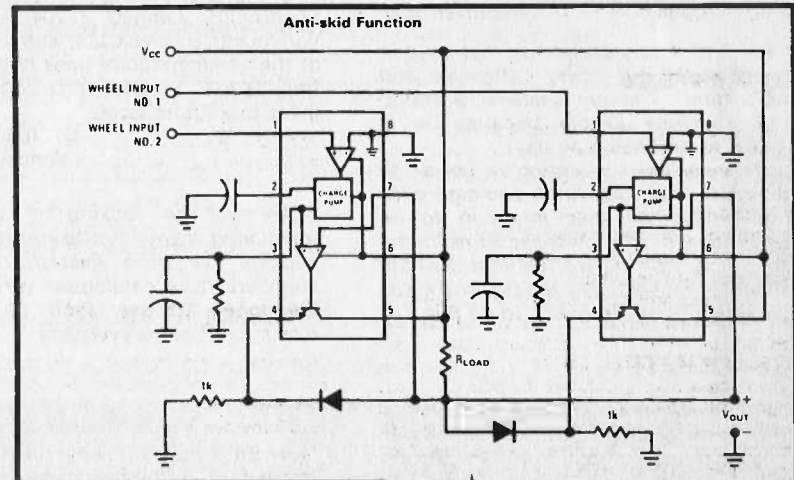 Anti-skid Function
VCC
WHEEL INPUT
NO. 1
WHEEL INPUT
NO. 2
1
8
CHARGE
PUMP
2
7
3
6
4
5
1
8
CHARGE
PUMP
2
7
3
6
4
5
RLOAD
1k
1k
+
VOUT
-